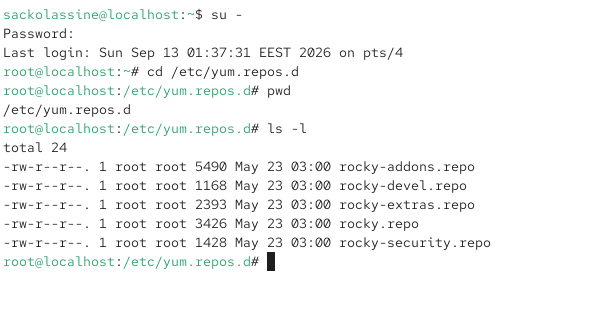 sackolassine@localhost:~$ su -
Password:
Last login: Sun Sep 13 01:37:31 EEST 2026 on pts/4
root@localhost:~# cd /etc/yum.repos.d
root@localhost:/etc/yum.repos.d# pwd
/etc/yum.repos.d
root@localhost:/etc/yum.repos.d# ls -l
total 24
-rw-r--r--. 1 root root 5490 May 23 03:00 rocky-addons.repo
-rw-r--r--. 1 root root 1168 May 23 03:00 rocky-devel.repo
-rw-r--r--. 1 root root 2393 May 23 03:00 rocky-extras.repo
-rw-r--r--. 1 root root 3426 May 23 03:00 rocky.repo
-rw-r--r--. 1 root root 1428 May 23 03:00 rocky-security.repo
root@localhost:/etc/yum.repos.d#